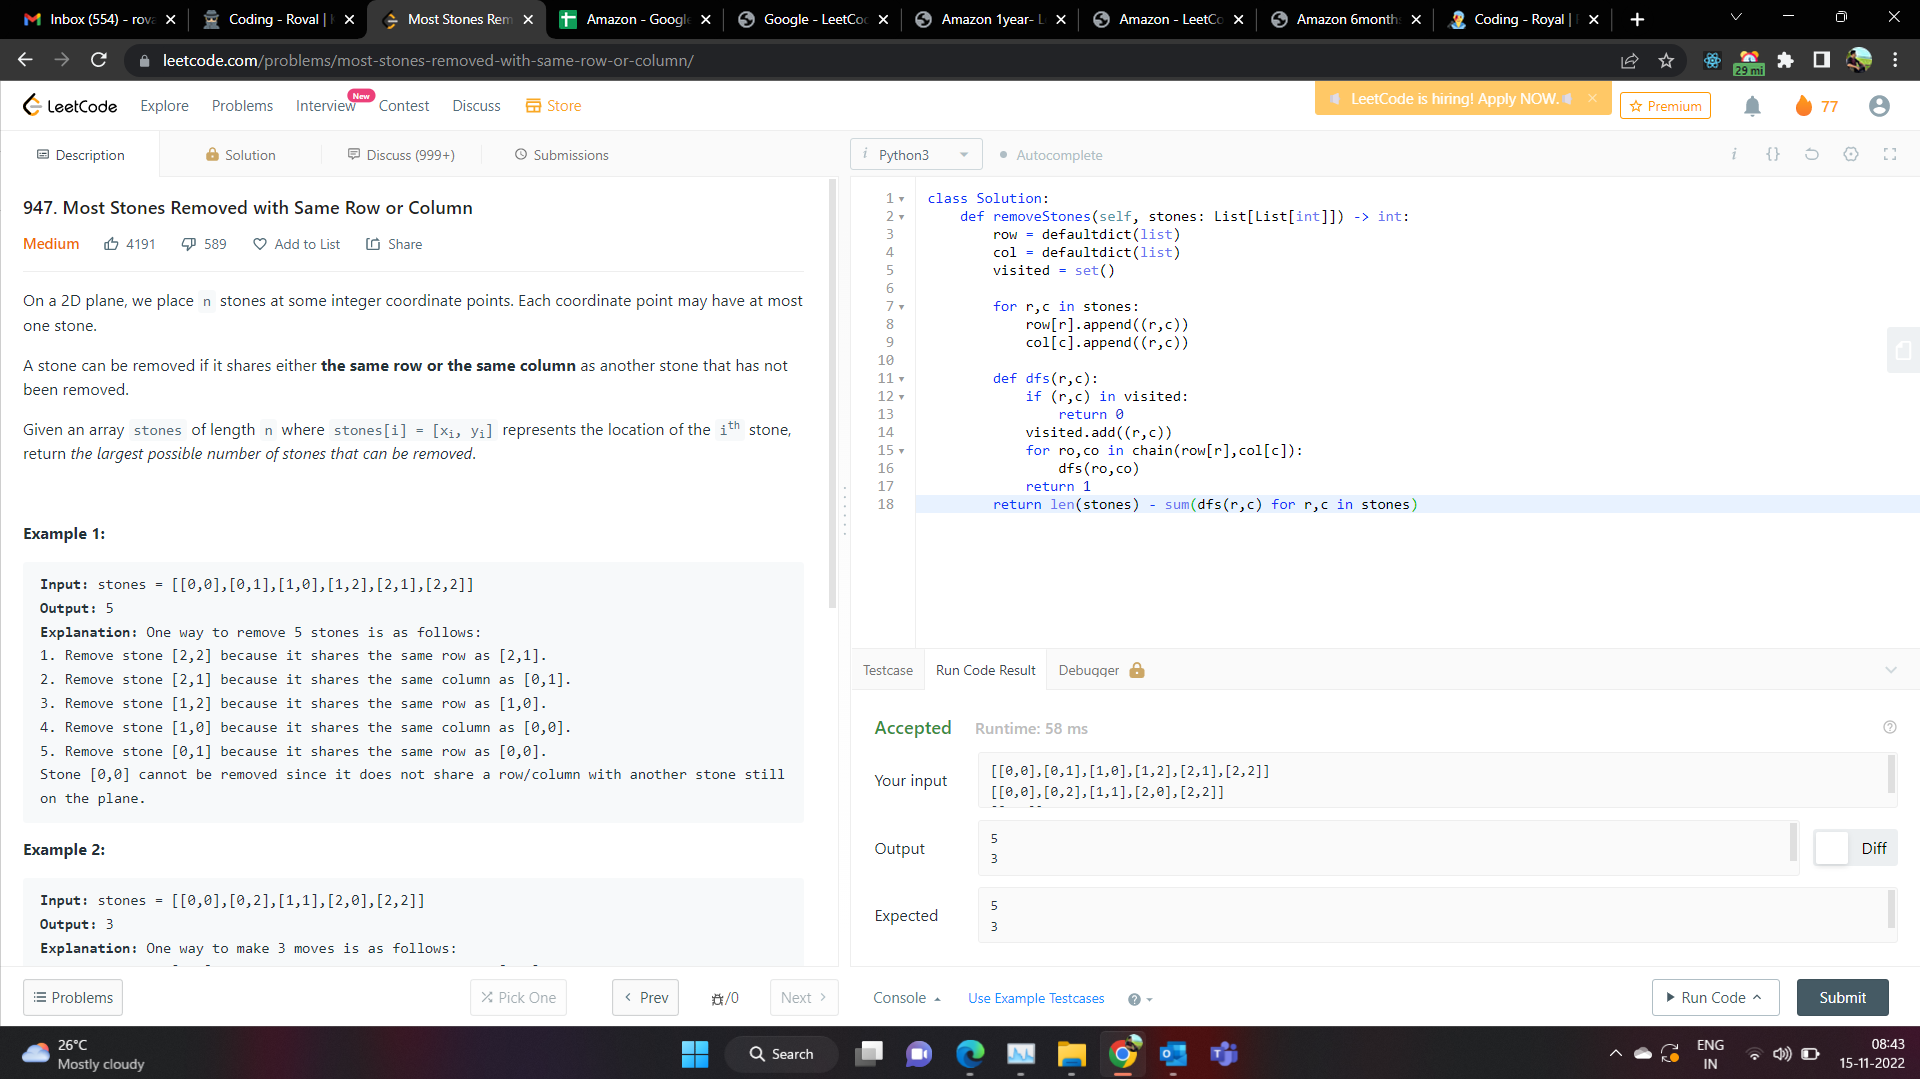 Inbox (554) - rova
Coding - Roval |
Most Stones Rem
Amazon - Google
Google - LeetCo
Amazon 1year- L
Amazon - LeetCo
Amazon 6month
Coding - Royal |
leetcode.com/problems/most-stones-removed-with-same-row-or-column/
29 mi
LeetCode
Explore
Problems
Interview
New
Contest
Discuss
Store
LeetCode is hiring! Apply NOW.
Premium
77
Description
Solution
Discuss (999+)
Submissions
i Python3
Autocomplete
947. Most Stones Removed with Same Row or Column
Medium 4191 589 Add to List Share
On a 2D plane, we place n stones at some integer coordinate points. Each coordinate point may have at most
one stone.
A stone can be removed if it shares either the same row or the same column as another stone that has not
been removed.
Given an array stones of length n where stones[i] = [xi, yi] represents the location of the ith stone,
return the largest possible number of stones that can be removed.
Example 1:
Input: stones = [[0,0],[0,1],[1,0],[1,2],[2,1],[2,2]]
Output: 5
Explanation: One way to remove 5 stones is as follows:
1. Remove stone [2,2] because it shares the same row as [2,1].
2. Remove stone [2,1] because it shares the same column as [0,1].
3. Remove stone [1,2] because it shares the same row as [1,0].
4. Remove stone [1,0] because it shares the same column as [0,0].
5. Remove stone [0,1] because it shares the same row as [0,0].
Stone [0,0] cannot be removed since it does not share a row/column with another stone still
on the plane.
Example 2:
Input: stones = [[0,0],[0,2],[1,1],[2,0],[2,2]]
Output: 3
Explanation: One way to make 3 moves is as follows:
1 class Solution:
2 def removeStones(self, stones: List[List[int]]) -> int:
3 row = defaultdict(list)
4 col = defaultdict(list)
5 visited = set()
6
7 for r,c in stones:
8 row[r].append((r,c))
9 col[c].append((r,c))
10
11 def dfs(r,c):
12 if (r,c) in visited:
13 return 0
14 visited.add((r,c))
15 for ro,co in chain(row[r],col[c]):
16 dfs(ro,co)
17 return 1
18 return len(stones) - sum(dfs(r,c) for r,c in stones)
Testcase
Run Code Result
Debugger
Accepted Runtime: 58 ms
Your input
[[0,0],[0,1],[1,0],[1,2],[2,1],[2,2]]
[[0,0],[0,2],[1,1],[2,0],[2,2]]
Output
5
3
Diff
Expected
5
3
Problems
Pick One
Prev
/0
Next
Console
Use Example Testcases
Run Code
Submit
26°C
Mostly cloudy
Search
ENG
IN
08:43
15-11-2022